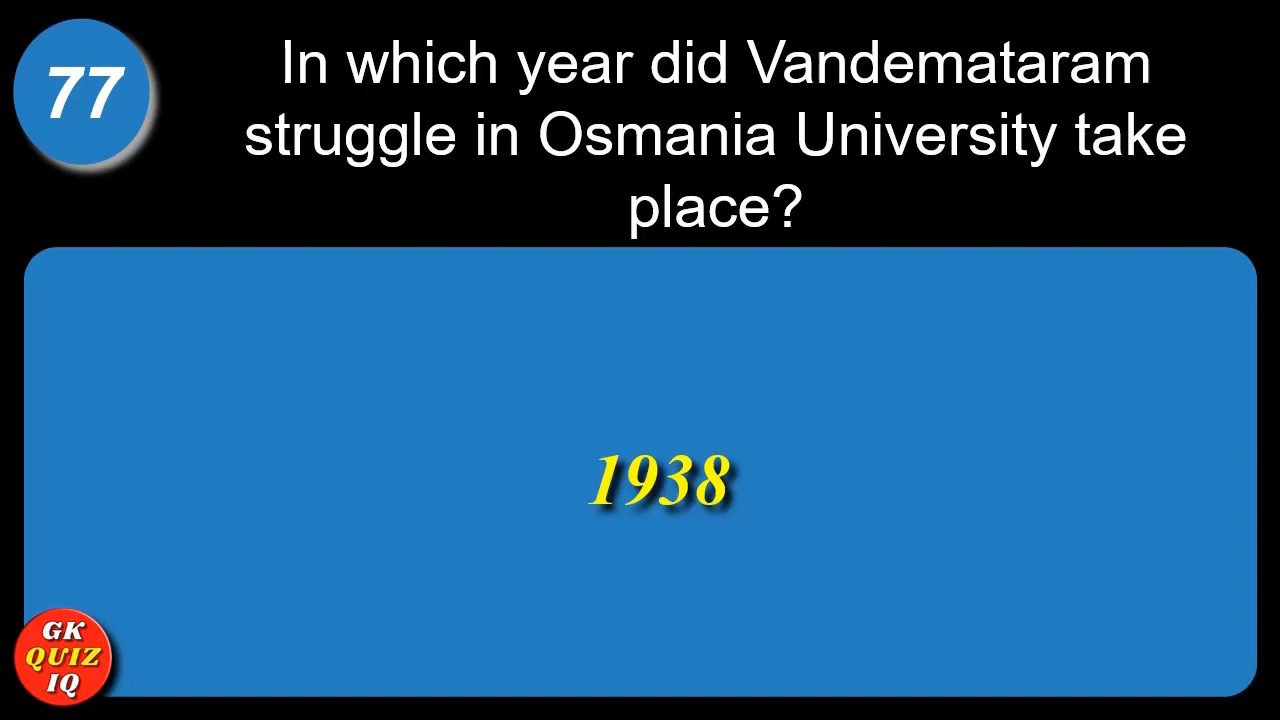 77
In which year did Vandemataram
struggle in Osmania University take
place?
1938
GK
QUIZ
IQ